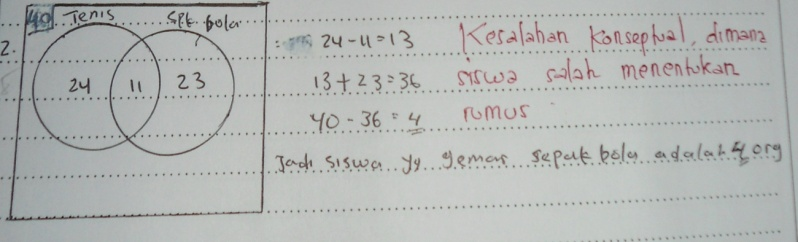 40 Tenis Spk. bola
2.
24 11 23
24-11=13 Kesalahan konseptual, dimana
13+23=36 siswa salah menentukan
40-36=4 rumus
Jadi siswa yg gemar sepak bola adalah 4 org